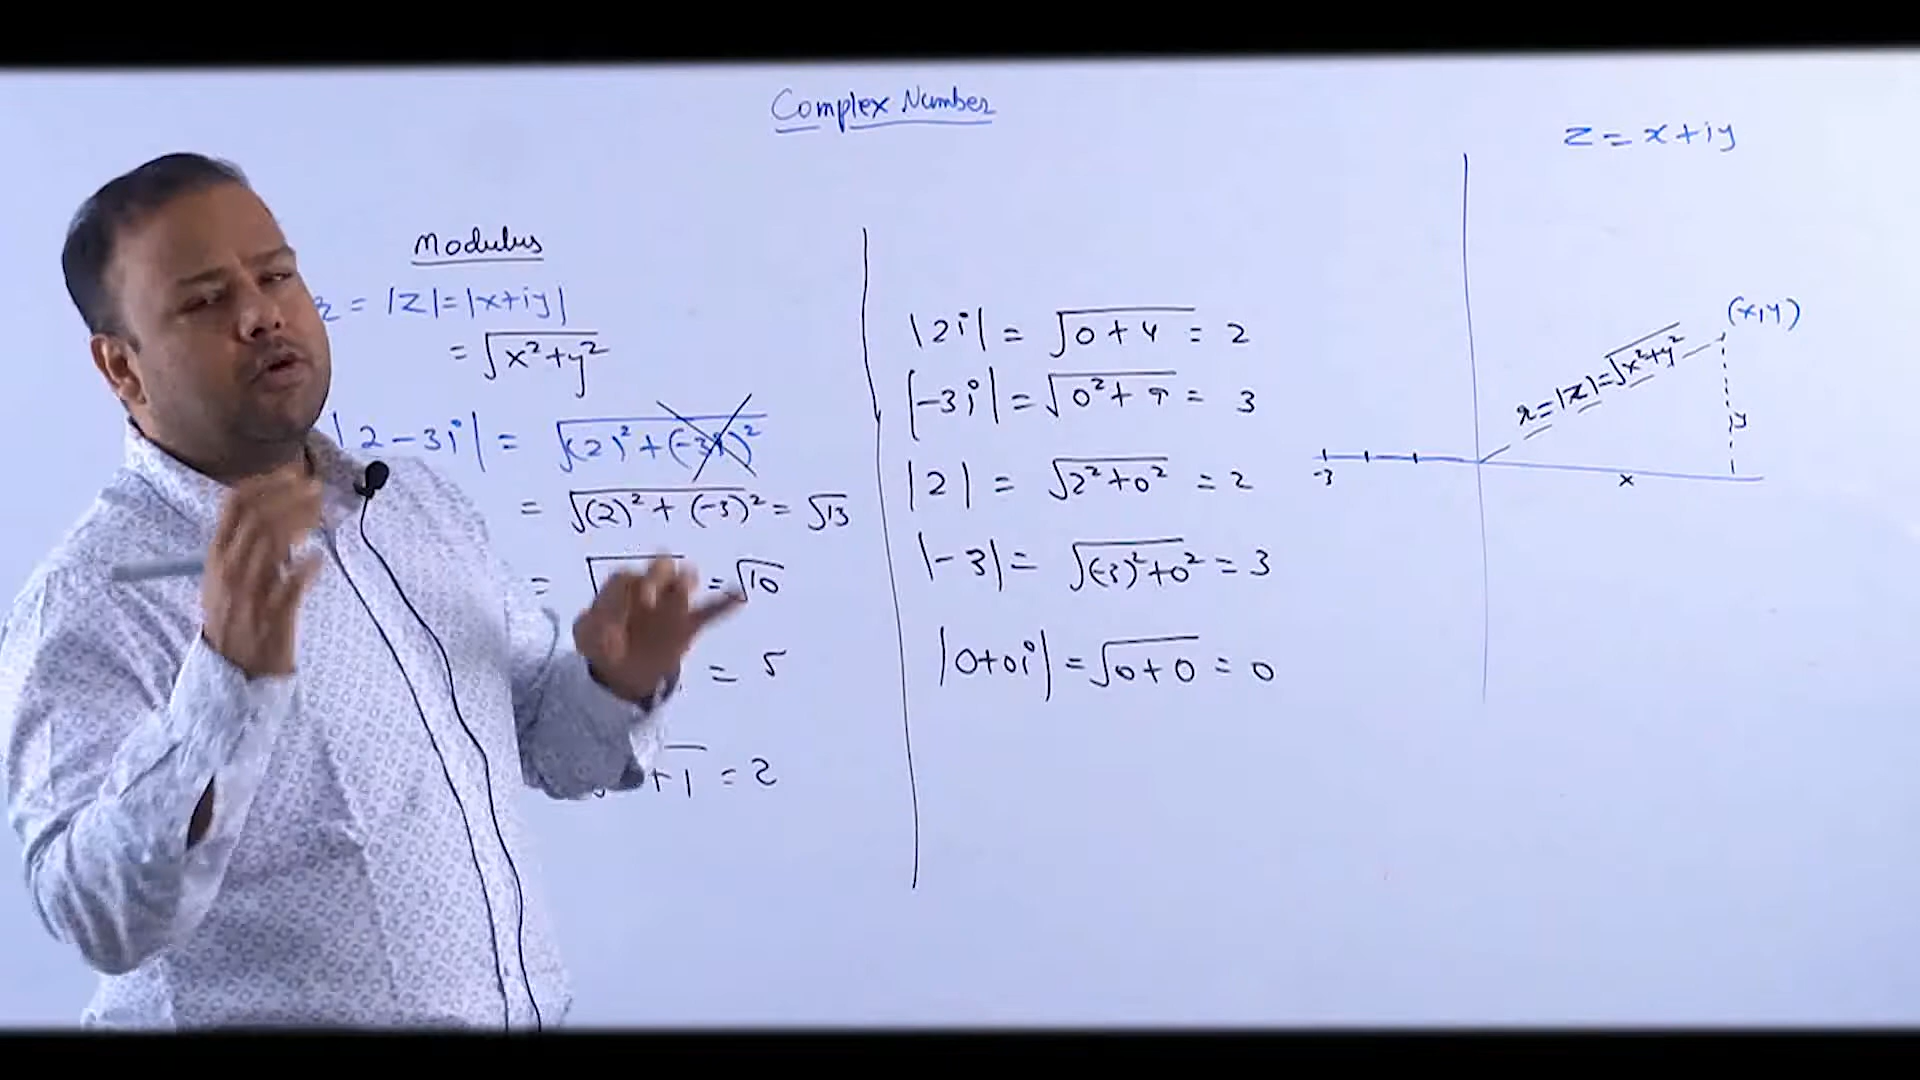 Complex Number
z = x + iy
Modulus
r = |z| = |x+iy|
= √(x² + y²)
|2 - 3i| = √((2)² + (-3i)²)
= √((2)² + (-3)²) = √13
= √ = √10
= 5
+ 1 = 2
|2i| = √(0 + 4) = 2
|-3i| = √(0² + 9) = 3
|2| = √(2² + 0²) = 2
|-3| = √((-3)² + 0²) = 3
|0+0i| = √(0 + 0) = 0
(x,y)
r = |z| = √(x² + y²)
y
-3
x